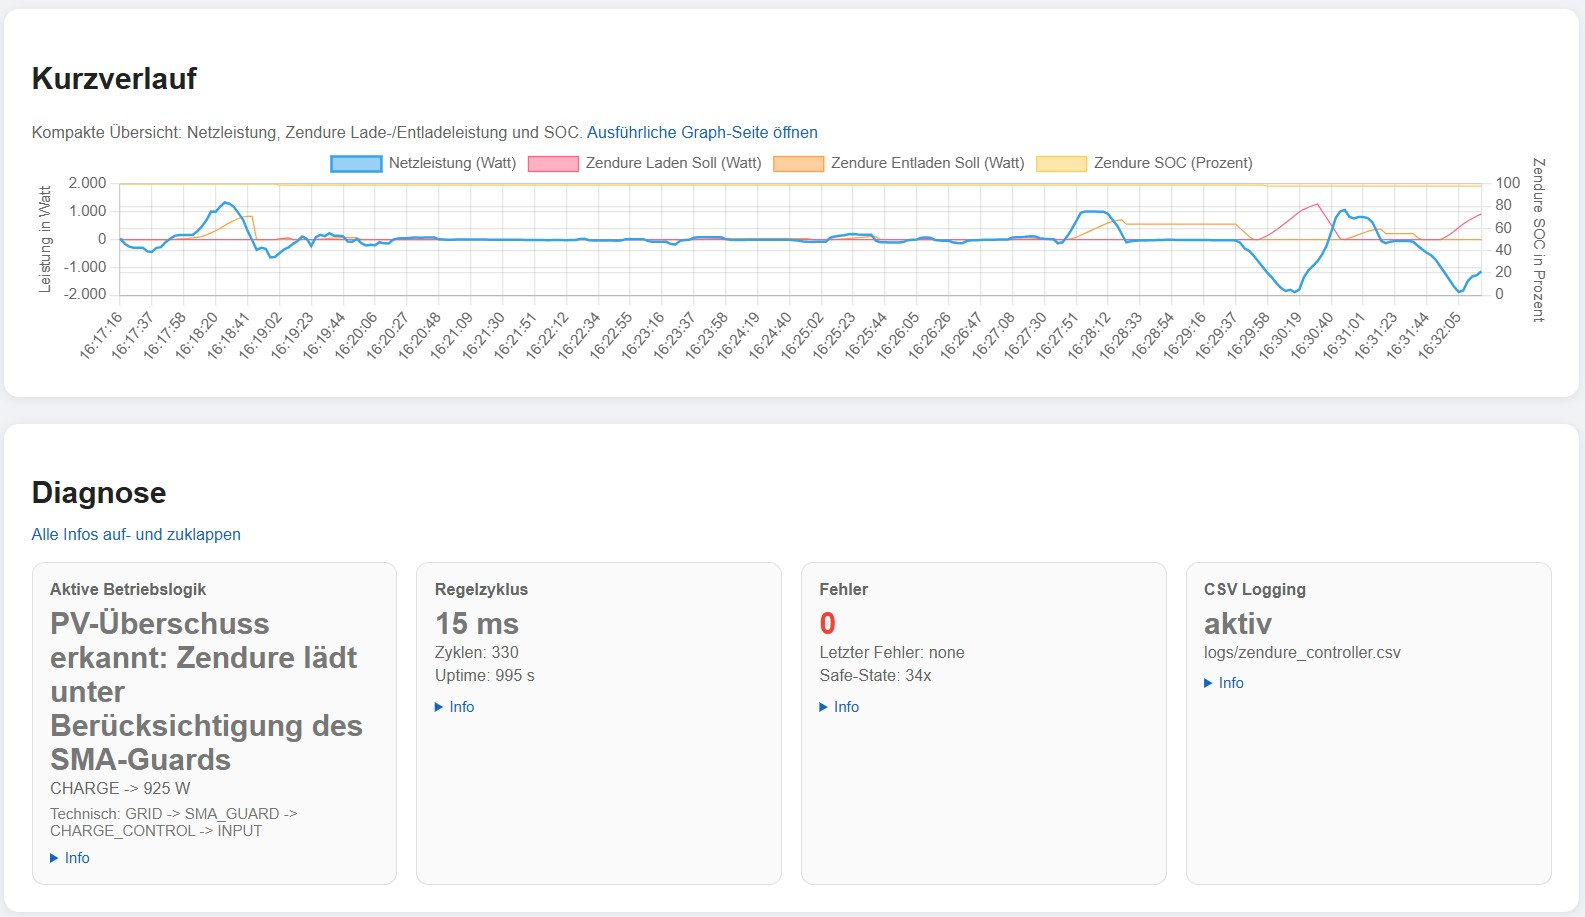 Kurzverlauf
Kompakte Übersicht: Netzleistung, Zendure Lade-/Entladeleistung und SOC. Ausführliche Graph-Seite öffnen
Netzleistung (Watt) Zendure Laden Soll (Watt) Zendure Entladen Soll (Watt) Zendure SOC (Prozent)
Leistung in Watt
2.000
1.000
0
-1.000
-2.000
100
80
60
40
20
0
Zendure SOC in Prozent
16:17:16 16:17:37 16:17:58 16:18:20 16:18:41 16:19:02 16:19:23 16:19:44 16:20:06 16:20:27 16:20:48 16:21:09 16:21:30 16:21:51 16:22:12 16:22:34 16:22:55 16:23:16 16:23:37 16:23:58 16:24:19 16:24:40 16:25:02 16:25:23 16:25:44 16:26:05 16:26:26 16:26:47 16:27:08 16:27:30 16:27:51 16:28:12 16:28:33 16:28:54 16:29:16 16:29:37 16:29:58 16:30:19 16:30:40 16:31:01 16:31:23 16:31:44 16:32:05
Diagnose
Alle Infos auf- und zuklappen
Aktive Betriebslogik
PV-Überschuss
erkannt: Zendure lädt
unter
Berücksichtigung des
SMA-Guards
CHARGE -> 925 W
Technisch: GRID -> SMA_GUARD ->
CHARGE_CONTROL -> INPUT
Info
Regelzyklus
15 ms
Zyklen: 330
Uptime: 995 s
Info
Fehler
0
Letzter Fehler: none
Safe-State: 34x
Info
CSV Logging
aktiv
logs/zendure_controller.csv
Info